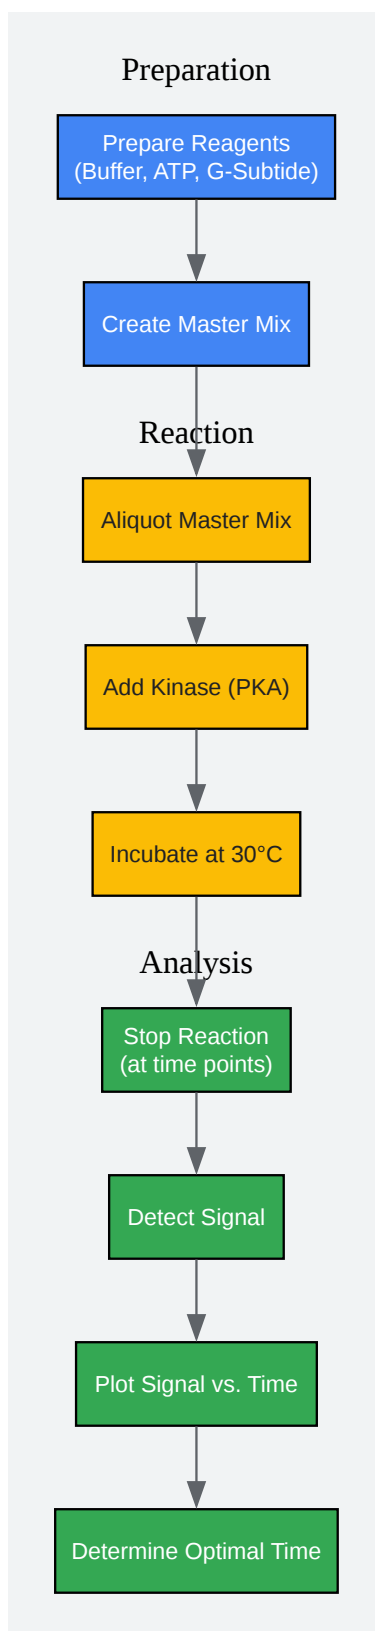 Preparation
Prepare Reagents
(Buffer, ATP, G-Subtide)
Create Master Mix
Reaction
Aliquot Master Mix
Add Kinase (PKA)
Incubate at 30°C
Analysis
Stop Reaction
(at time points)
Detect Signal
Plot Signal vs. Time
Determine Optimal Time